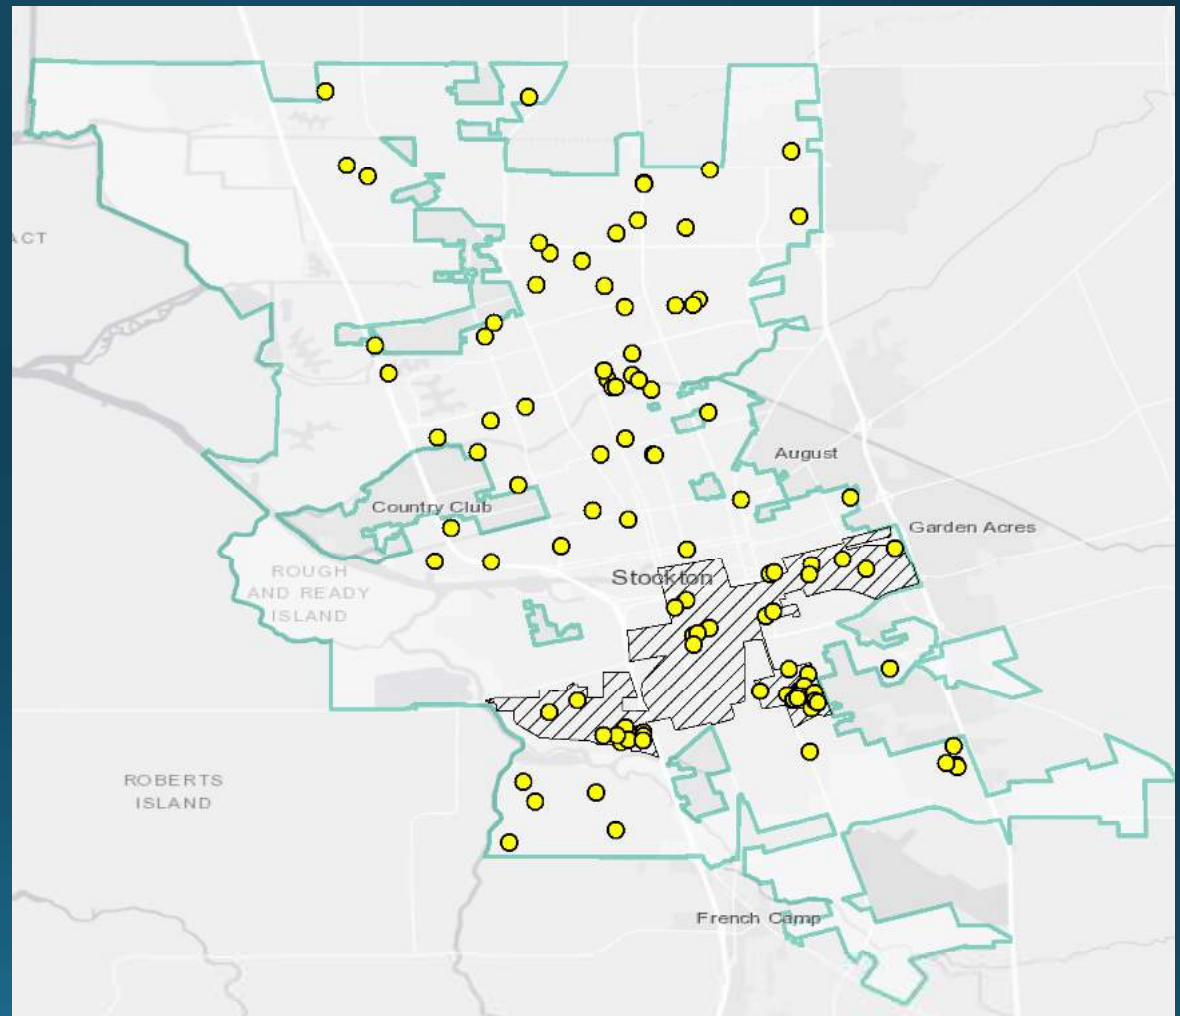 ACT
August
Country Club
Garden Acres
Stockton
ROUGH
AND READY
ISLAND
ROBERTS
ISLAND
French Camp